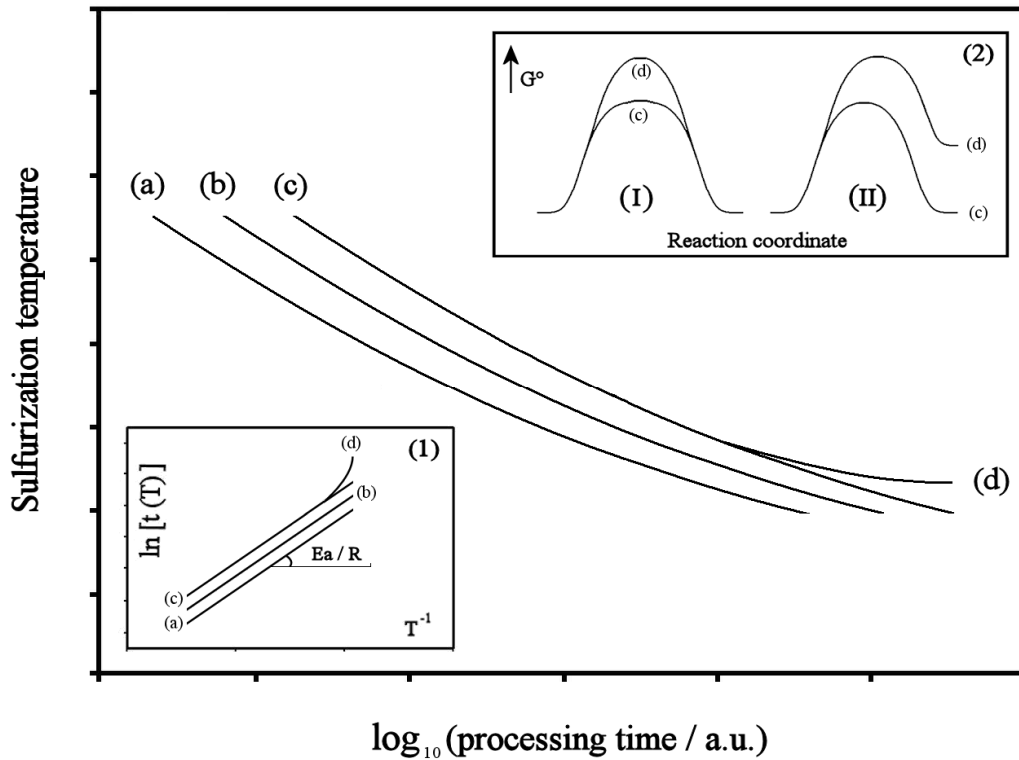 (2)
G°
(d)
(c)
(d)
(c)
(I)
(II)
Reaction coordinate
(a) (b) (c)
(d)
Sulfurization temperature
(1)
(d)
(b)
ln [t (T)]
Ea / R
(c)
(a)
T⁻¹
log₁₀ (processing time / a.u.)